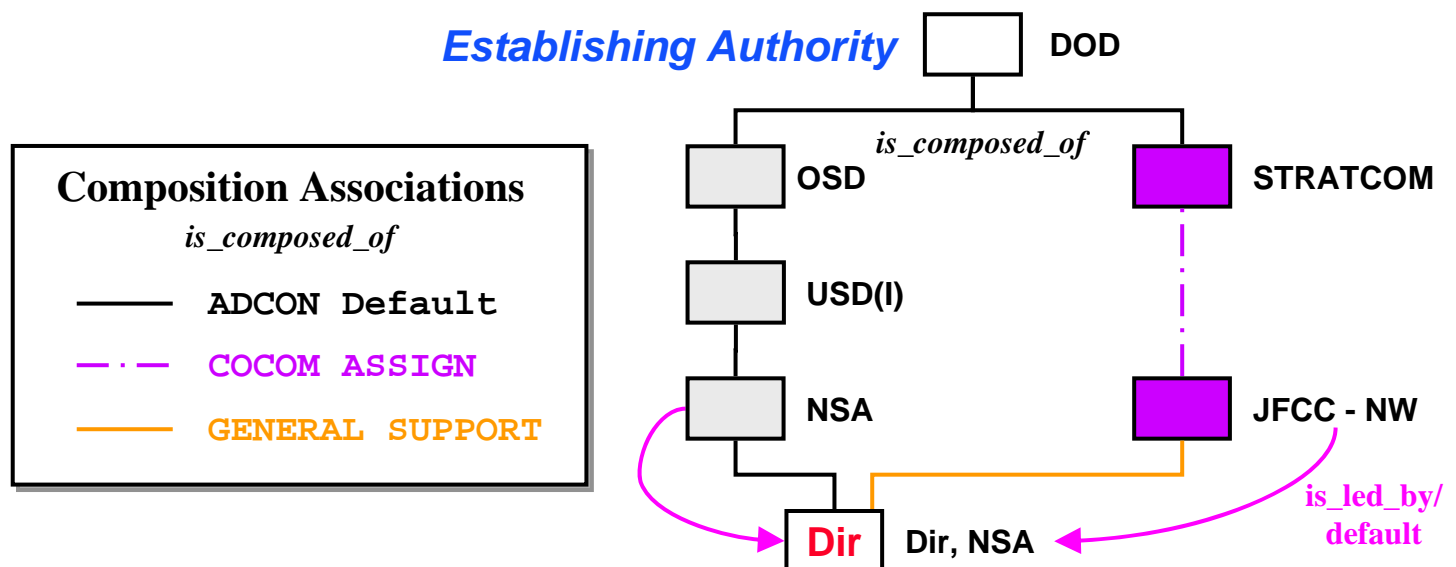 Establishing Authority
DOD
is_composed_of
OSD
STRATCOM
Composition Associations
is_composed_of
ADCON Default
COCOM ASSIGN
GENERAL SUPPORT
USD(I)
NSA
JFCC - NW
is_led_by/
default
Dir
Dir, NSA